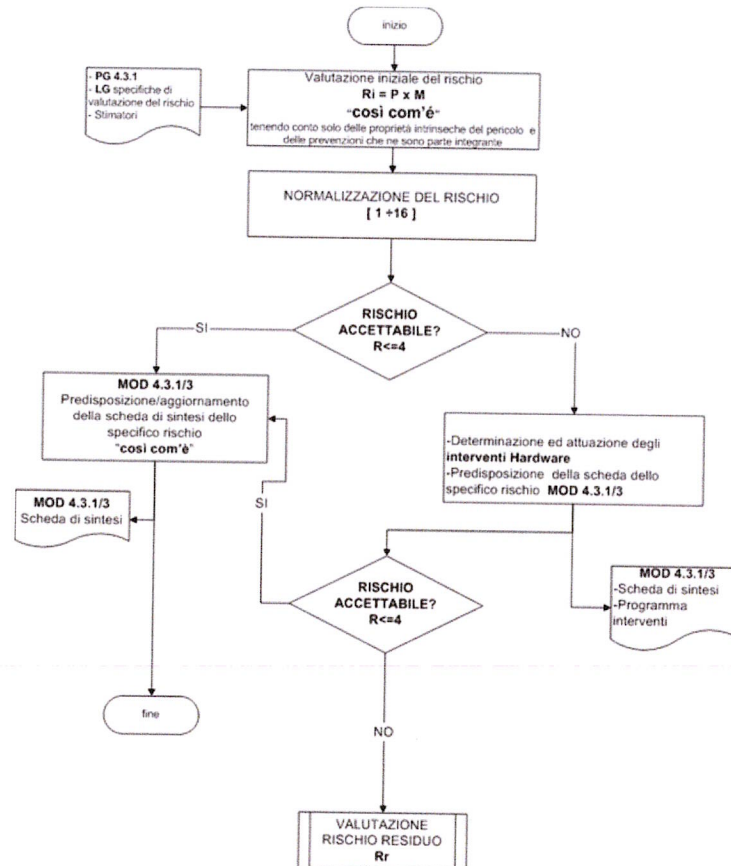 inizio
- PG 4.3.1
- LG specifiche di
valutazione del rischio
- Stimatori
Valutazione iniziale del rischio
Ri = P x M
"così com'é"
tenendo conto solo delle proprietà intrinseche del pericolo e
delle prevenzioni che ne sono parte integrante
NORMALIZZAZIONE DEL RISCHIO
[ 1 ÷16 ]
RISCHIO
ACCETTABILE?
R<=4
SI
NO
MOD 4.3.1/3
Predisposizione/aggiornamento
della scheda di sintesi dello
specifico rischio
"così com'è"
-Determinazione ed attuazione degli
interventi Hardware
-Predisposizione della scheda dello
specifico rischio MOD 4.3.1/3
SI
MOD 4.3.1/3
Scheda di sintesi
RISCHIO
ACCETTABILE?
R<=4
MOD 4.3.1/3
-Scheda di sintesi
-Programma
interventi
fine
NO
VALUTAZIONE
RISCHIO RESIDUO
Rr